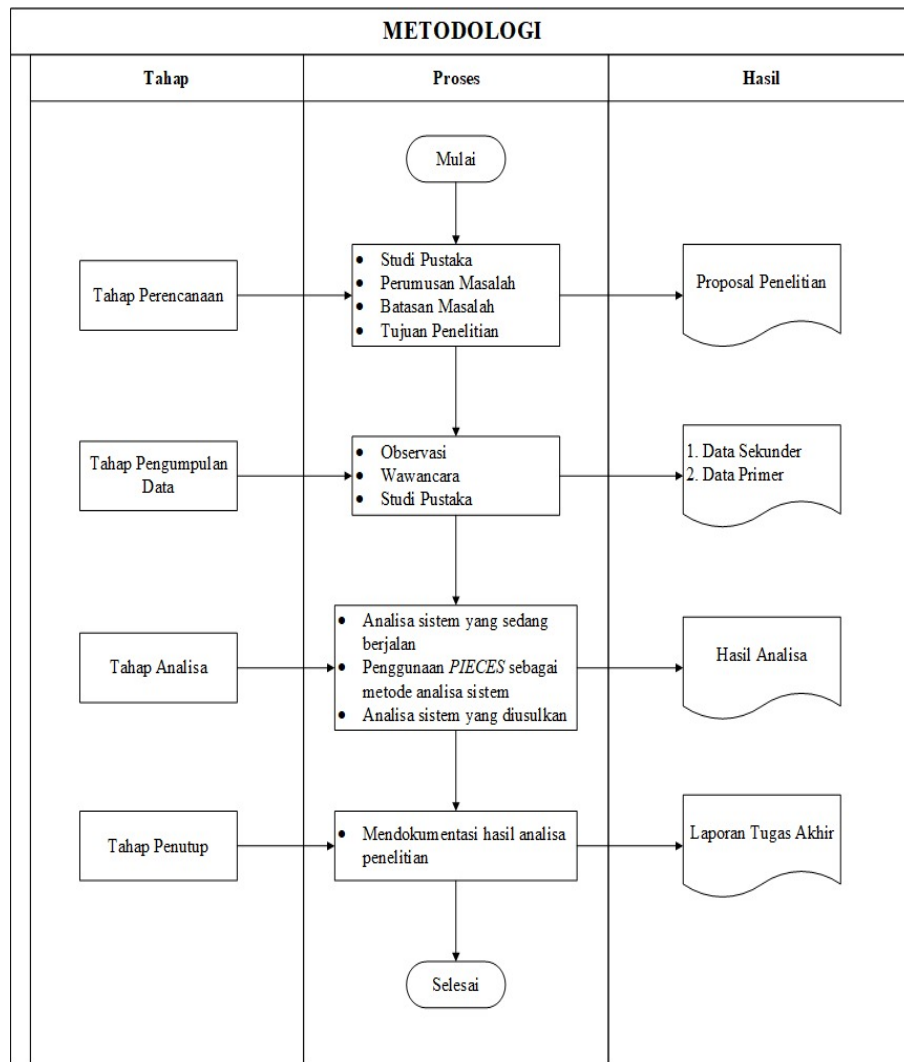 METODOLOGI
Tahap
Proses
Hasil
Mulai
Tahap Perencanaan
• Studi Pustaka
• Perumusan Masalah
• Batasan Masalah
• Tujuan Penelitian
Proposal Penelitian
Tahap Pengumpulan
Data
• Observasi
• Wawancara
• Studi Pustaka
1. Data Sekunder
2. Data Primer
Tahap Analisa
• Analisa sistem yang sedang
berjalan
• Penggunaan PIECES sebagai
metode analisa sistem
• Analisa sistem yang diusulkan
Hasil Analisa
Tahap Penutup
• Mendokumentasi hasil analisa
penelitian
Laporan Tugas Akhir
Selesai